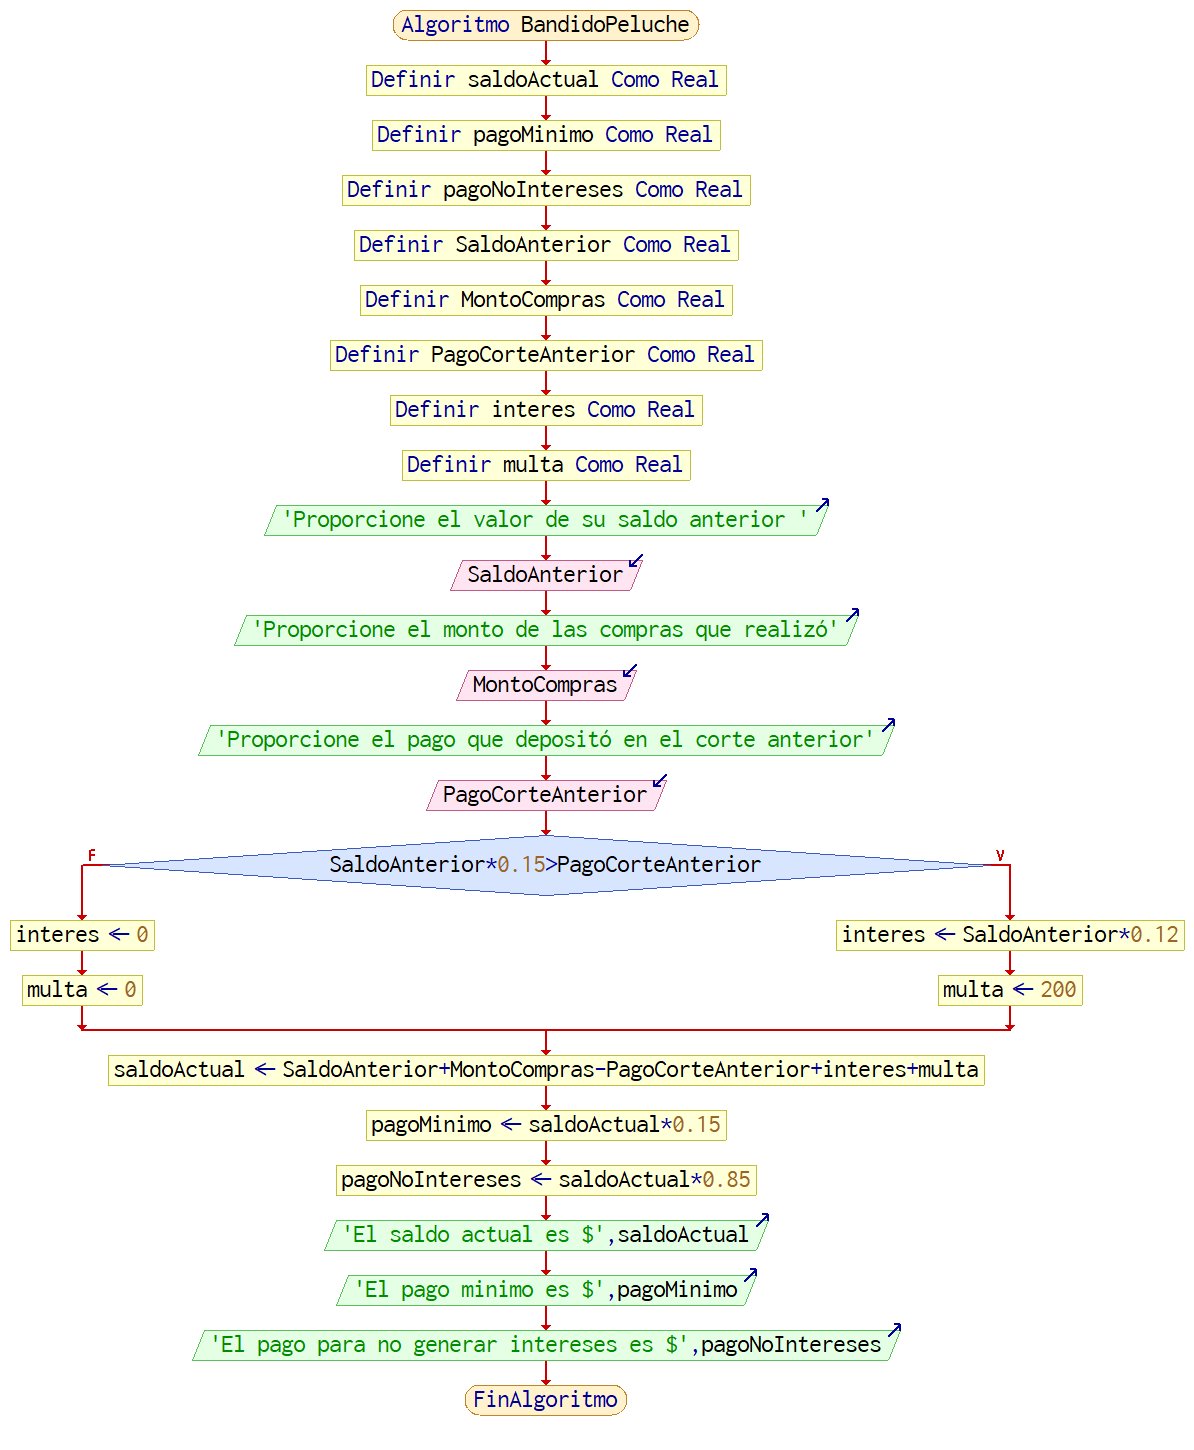 Algoritmo BandidoPeluche
Definir saldoActual Como Real
Definir pagoMinimo Como Real
Definir pagoNoIntereses Como Real
Definir SaldoAnterior Como Real
Definir MontoCompras Como Real
Definir PagoCorteAnterior Como Real
Definir interes Como Real
Definir multa Como Real
'Proporcione el valor de su saldo anterior '
SaldoAnterior
'Proporcione el monto de las compras que realizó'
MontoCompras
'Proporcione el pago que depositó en el corte anterior'
PagoCorteAnterior
F
SaldoAnterior*0.15>PagoCorteAnterior
V
interes ← 0
interes ← SaldoAnterior*0.12
multa ← 0
multa ← 200
saldoActual ← SaldoAnterior+MontoCompras-PagoCorteAnterior+interes+multa
pagoMinimo ← saldoActual*0.15
pagoNoIntereses ← saldoActual*0.85
'El saldo actual es $',saldoActual
'El pago minimo es $',pagoMinimo
'El pago para no generar intereses es $',pagoNoIntereses
FinAlgoritmo